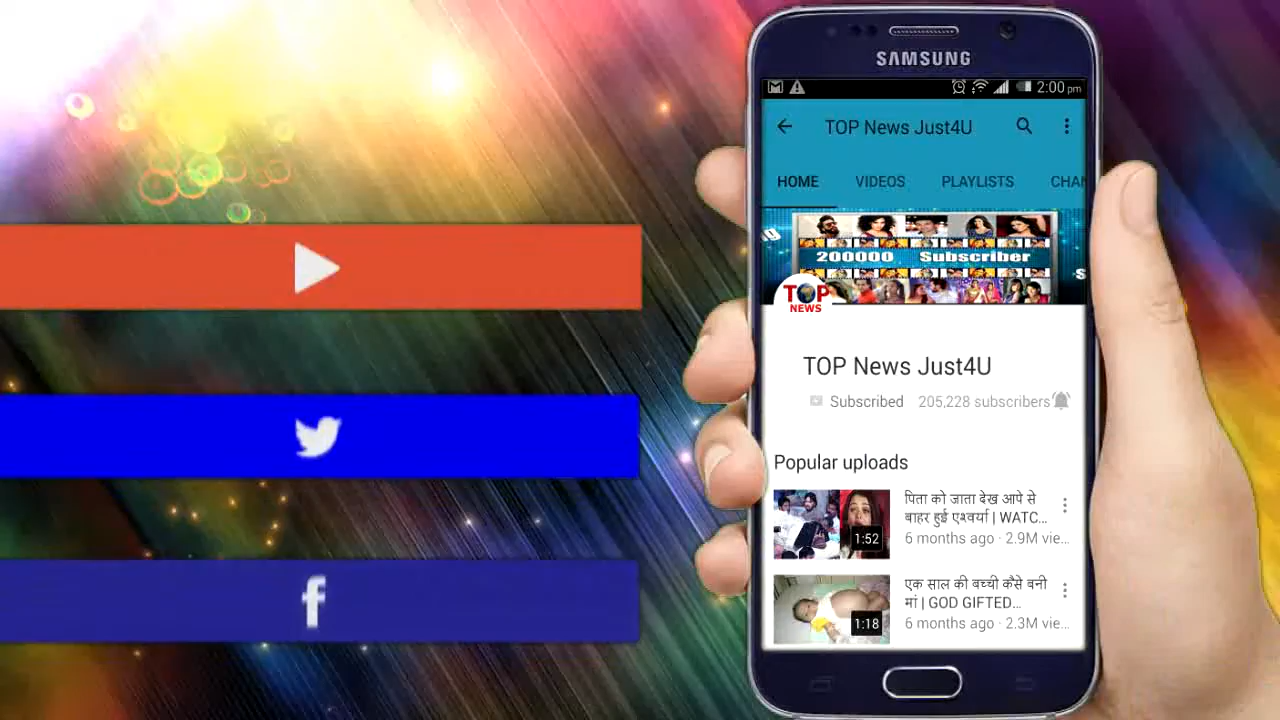 SAMSUNG
2:00 pm
TOP News Just4U
HOME VIDEOS PLAYLISTS CHAN
200000 Subscriber
TOP
NEWS
TOP News Just4U
Subscribed 205,228 subscribers
Popular uploads
पिता को जाता देख आपे से
बाहर हुई एश्वर्या | WATC...
1:52
6 months ago · 2.9M vie...
एक साल की बच्ची कैसे बनी
मां | GOD GIFTED...
1:18
6 months ago · 2.3M vie...